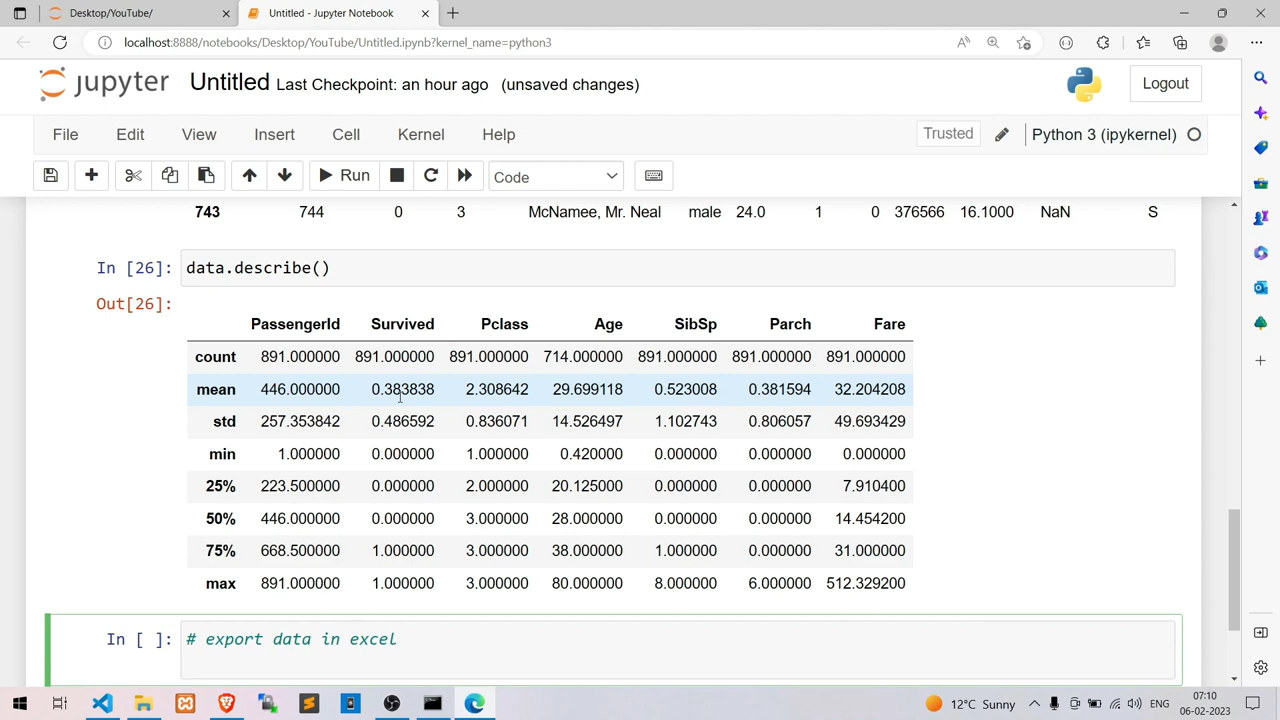 Desktop/YouTube/
Untitled - Jupyter Notebook
localhost:8888/notebooks/Desktop/YouTube/Untitled.ipynb?kernel_name=python3
jupyter Untitled Last Checkpoint: an hour ago (unsaved changes)
Logout
File Edit View Insert Cell Kernel Help
Trusted
Python 3 (ipykernel)
Run
Code
743 744 0 3 McNamee, Mr. Neal male 24.0 1 0 376566 16.1000 NaN S
In [26]: data.describe()
Out[26]:
PassengerId Survived Pclass Age SibSp Parch Fare
count 891.000000 891.000000 891.000000 714.000000 891.000000 891.000000 891.000000
mean 446.000000 0.383838 2.308642 29.699118 0.523008 0.381594 32.204208
std 257.353842 0.486592 0.836071 14.526497 1.102743 0.806057 49.693429
min 1.000000 0.000000 1.000000 0.420000 0.000000 0.000000 0.000000
25% 223.500000 0.000000 2.000000 20.125000 0.000000 0.000000 7.910400
50% 446.000000 0.000000 3.000000 28.000000 0.000000 0.000000 14.454200
75% 668.500000 1.000000 3.000000 38.000000 1.000000 0.000000 31.000000
max 891.000000 1.000000 3.000000 80.000000 8.000000 6.000000 512.329200
In [ ]: # export data in excel
12°C Sunny
ENG
07:10
06-02-2023